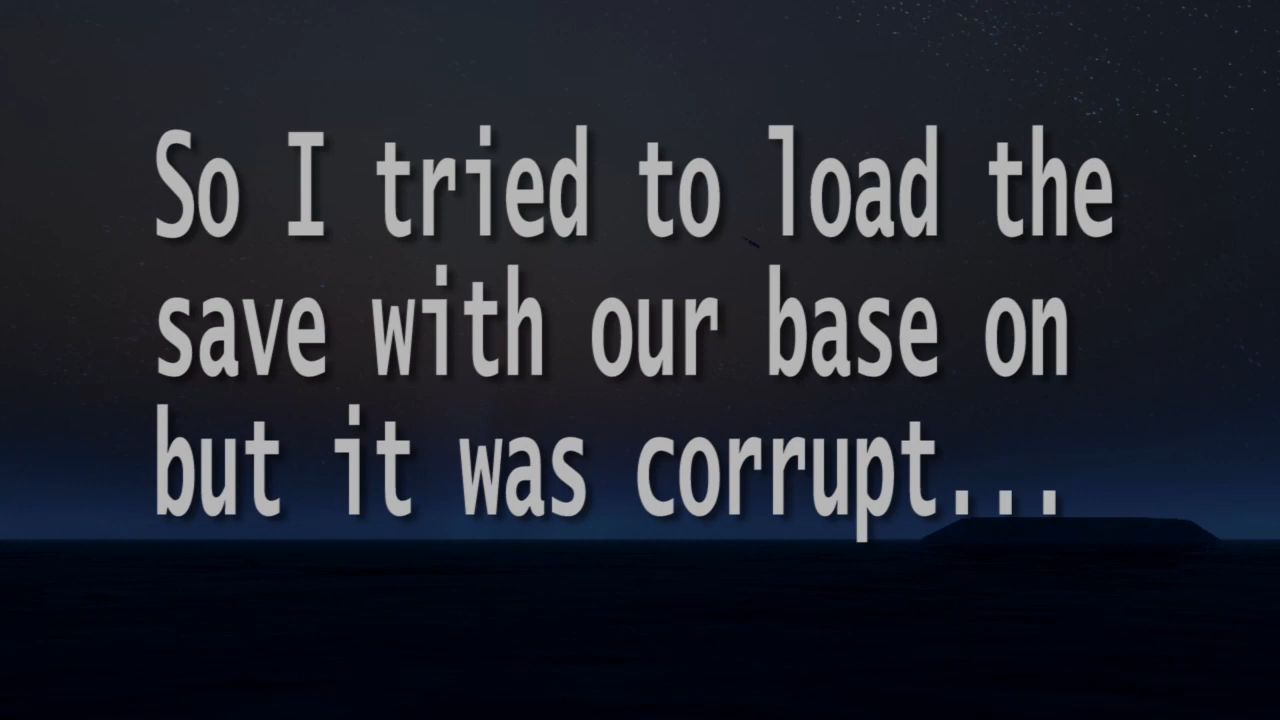 So I tried to load the
save with our base on
but it was corrupt...